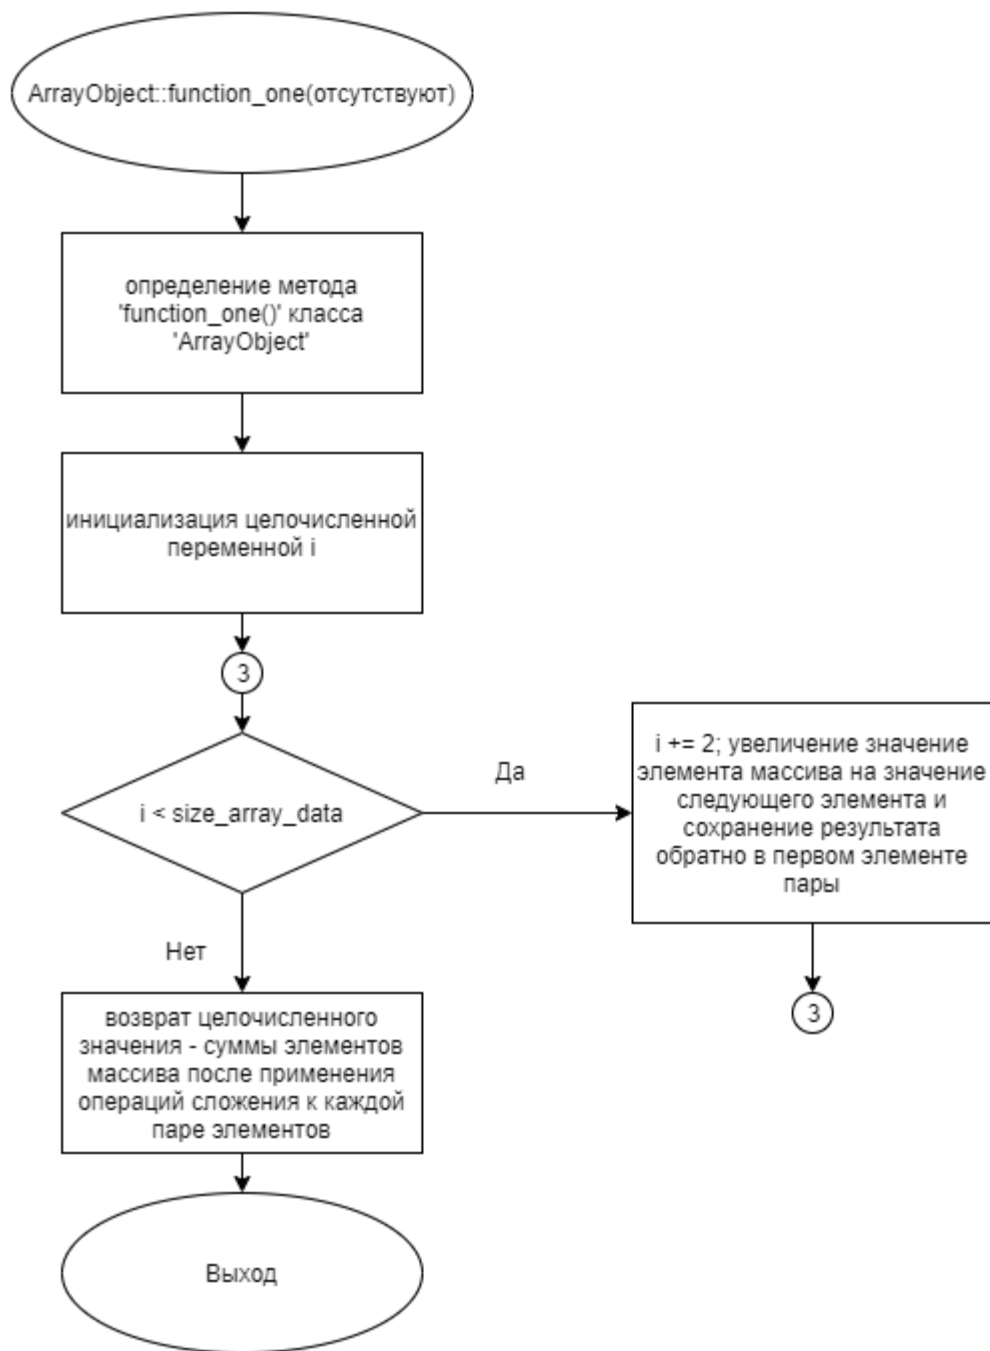 ArrayObject::function_one(отсутствуют)
определение метода
'function_one()' класса
'ArrayObject'
инициализация целочисленной
переменной i
3
i < size_array_data
Да
i += 2; увеличение значение
элемента массива на значение
следующего элемента и
сохранение результата
обратно в первом элементе
пары
3
Нет
возврат целочисленного
значения - суммы элементов
массива после применения
операций сложения к каждой
паре элементов
Выход